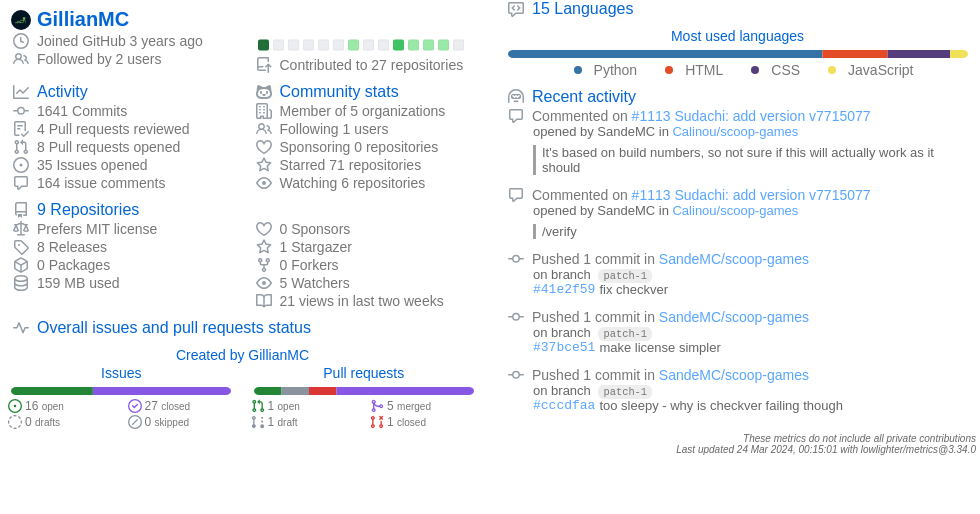 GillianMC
Joined GitHub 3 years ago
Followed by 2 users
Contributed to 27 repositories
Activity
1641 Commits
4 Pull requests reviewed
8 Pull requests opened
35 Issues opened
164 issue comments
Community stats
Member of 5 organizations
Following 1 users
Sponsoring 0 repositories
Starred 71 repositories
Watching 6 repositories
9 Repositories
Prefers MIT license
8 Releases
0 Packages
159 MB used
0 Sponsors
1 Stargazer
0 Forkers
5 Watchers
21 views in last two weeks
Overall issues and pull requests status
Created by GillianMC
Issues
16 open
27 closed
0 drafts
0 skipped
Pull requests
1 open
5 merged
1 draft
1 closed
15 Languages
Most used languages
Python HTML CSS JavaScript
Recent activity
Commented on #1113 Sudachi: add version v7715077
opened by SandeMC in Calinou/scoop-games
It's based on build numbers, so not sure if this will actually work as it
should
Commented on #1113 Sudachi: add version v7715077
opened by SandeMC in Calinou/scoop-games
/verify
Pushed 1 commit in SandeMC/scoop-games
on branch patch-1
#41e2f59 fix checkver
Pushed 1 commit in SandeMC/scoop-games
on branch patch-1
#37bce51 make license simpler
Pushed 1 commit in SandeMC/scoop-games
on branch patch-1
#cccdfaa too sleepy - why is checkver failing though
These metrics do not include all private contributions
Last updated 24 Mar 2024, 00:15:01 with lowlighter/metrics@3.34.0